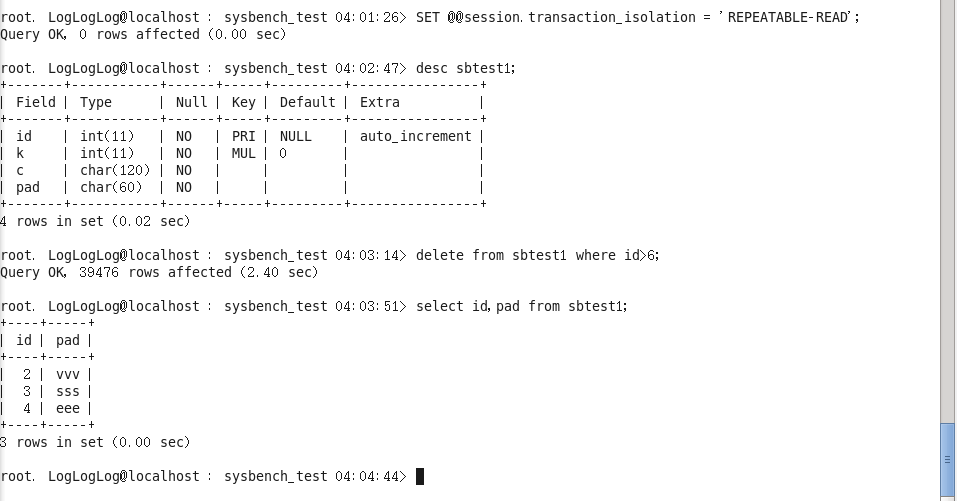 root. LogLogLog@localhost : sysbench_test 04:01:26> SET @@session.transaction_isolation = 'REPEATABLE-READ';
Query OK, 0 rows affected (0.00 sec)
root. LogLogLog@localhost : sysbench_test 04:02:47> desc sbtest1;
+-------+-----------+------+-----+---------+----------------+
| Field | Type      | Null | Key | Default | Extra          |
+-------+-----------+------+-----+---------+----------------+
| id    | int(11)   | NO   | PRI | NULL    | auto_increment |
| k     | int(11)   | NO   | MUL | 0       |                |
| c     | char(120) | NO   |     |         |                |
| pad   | char(60)  | NO   |     |         |                |
+-------+-----------+------+-----+---------+----------------+
4 rows in set (0.02 sec)
root. LogLogLog@localhost : sysbench_test 04:03:14> delete from sbtest1 where id>6;
Query OK, 39476 rows affected (2.40 sec)
root. LogLogLog@localhost : sysbench_test 04:03:51> select id,pad from sbtest1;
+----+-----+
| id | pad |
+----+-----+
|  2 | vvv |
|  3 | sss |
|  4 | eee |
+----+-----+
3 rows in set (0.00 sec)
root. LogLogLog@localhost : sysbench_test 04:04:44>